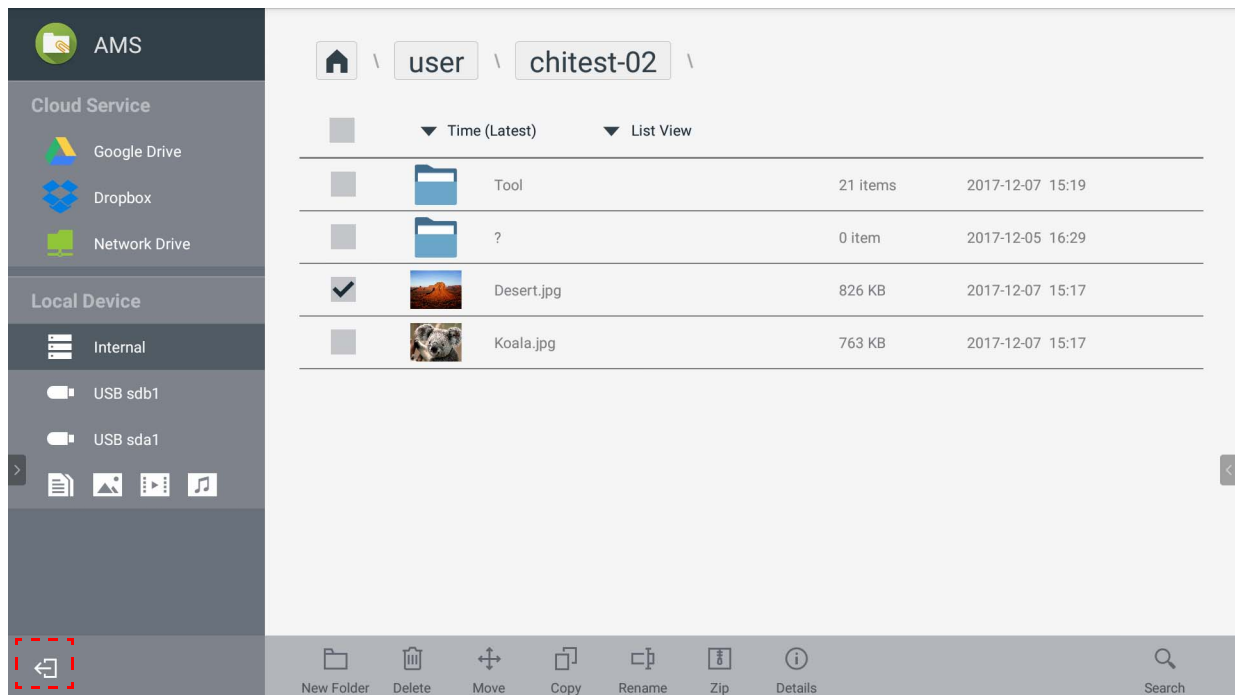 AMS
Cloud Service
Google Drive
Dropbox
Network Drive
Local Device
Internal
USB sdb1
USB sda1
\ user \ chitest-02 \
Time (Latest) List View
Tool 21 items 2017-12-07 15:19
? 0 item 2017-12-05 16:29
Desert.jpg 826 KB 2017-12-07 15:17
Koala.jpg 763 KB 2017-12-07 15:17
New Folder Delete Move Copy Rename Zip Details Search